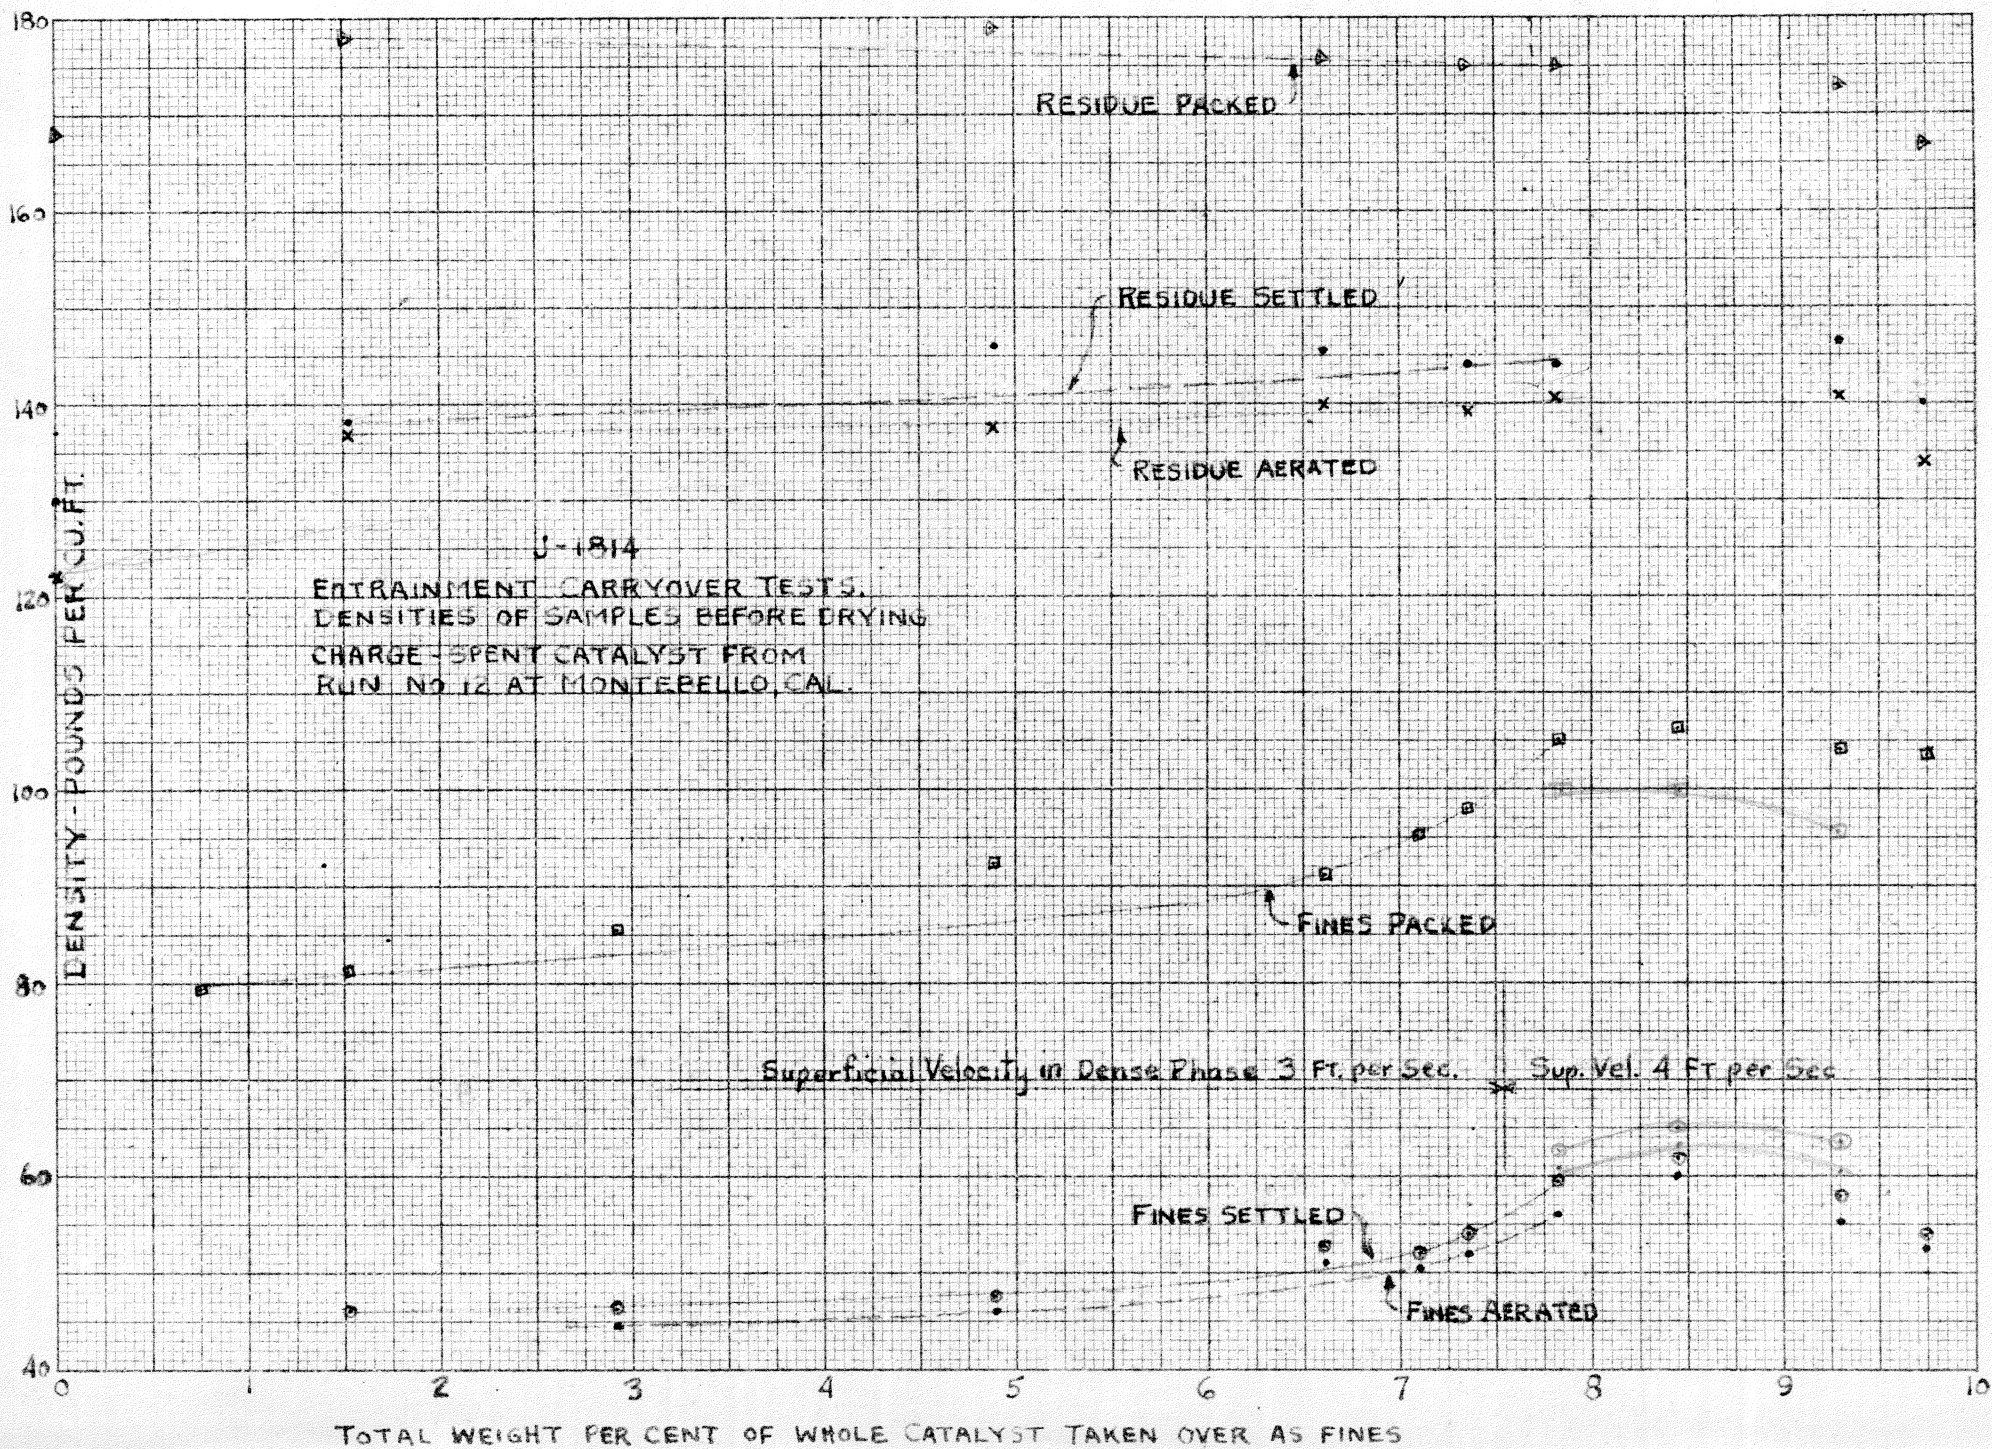 180
160
140
120
100
80
60
40
DENSITY - POUNDS PER CU. FT.
RESIDUE PACKED
RESIDUE SETTLED
RESIDUE AERATED
J-1814
ENTRAINMENT CARRYOVER TESTS.
DENSITIES OF SAMPLES BEFORE DRYING
CHARGE - SPENT CATALYST FROM
RUN NO 12 AT MONTEBELLO, CAL.
FINES PACKED
Superficial Velocity in Dense Phase 3 FT. per Sec.
Sup. Vel. 4 FT per Sec
FINES SETTLED
FINES AERATED
0 1 2 3 4 5 6 7 8 9 10
TOTAL WEIGHT PER CENT OF WHOLE CATALYST TAKEN OVER AS FINES